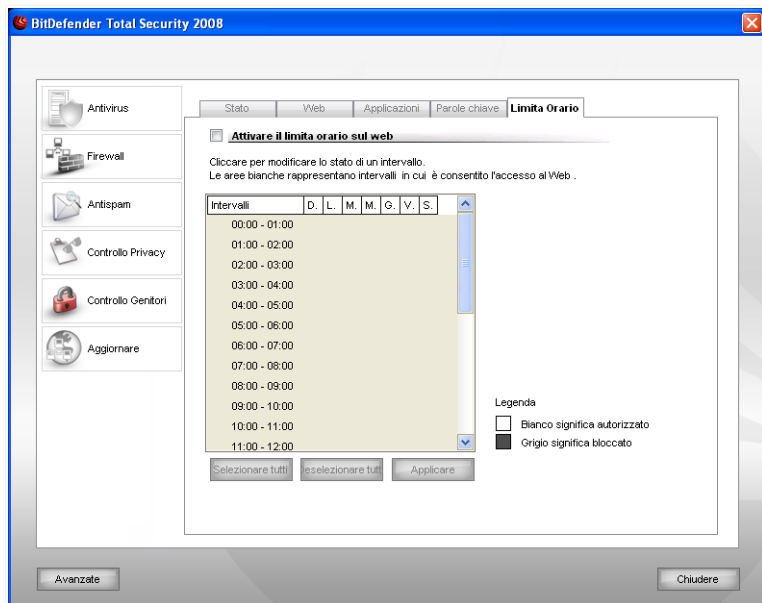 BitDefender Total Security 2008
Antivirus
Firewall
Antispam
Controllo Privacy
Controllo Genitori
Aggiornare
Stato
Web
Applicazioni
Parole chiave
Limita Orario
Attivare il limita orario sul web
Cliccare per modificare lo stato di un intervallo.
Le aree bianche rappresentano intervalli in cui è consentito l'accesso al Web .
Intervalli D. L. M. M. G. V. S.
00:00 - 01:00
01:00 - 02:00
02:00 - 03:00
03:00 - 04:00
04:00 - 05:00
05:00 - 06:00
06:00 - 07:00
07:00 - 08:00
08:00 - 09:00
09:00 - 10:00
10:00 - 11:00
11:00 - 12:00
Legenda
Bianco significa autorizzato
Grigio significa bloccato
Selezionare tutti
eselezionare tutt
Applicare
Avanzate
Chiudere